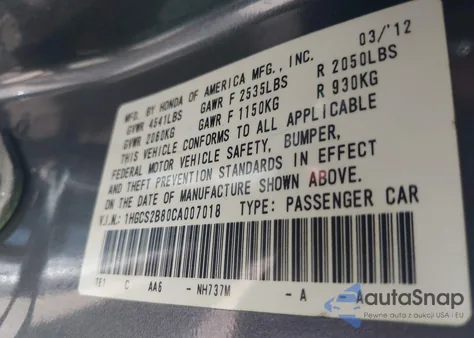 MFD. BY HONDA OF AMERICA MFG., INC. 03/'12
GVWR 4541LBS GAWR F 2535LBS R 2050LBS
GVWR 2060KG GAWR F 1150KG R 930KG
THIS VEHICLE CONFORMS TO ALL APPLICABLE
FEDERAL MOTOR VEHICLE SAFETY, BUMPER,
AND THEFT PREVENTION STANDARDS IN EFFECT
ON THE DATE OF MANUFACTURE SHOWN ABOVE.
V.I.N.: 1HGCS2B80CA007018 TYPE: PASSENGER CAR
TE1 C AA6 - NH737M - A A
autaSnap
Pewne auta z aukcji USA i EU